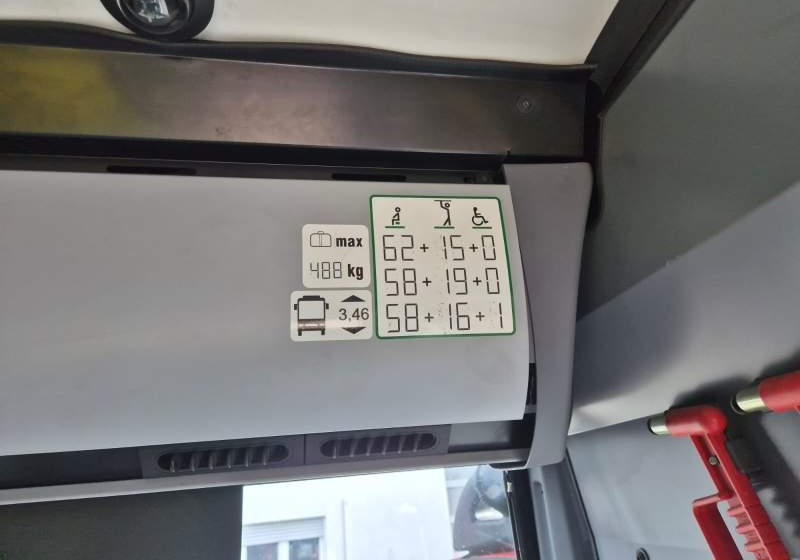 max
488 kg
3,46
62 + 15 + 0
58 + 19 + 0
58 + 16 + 1